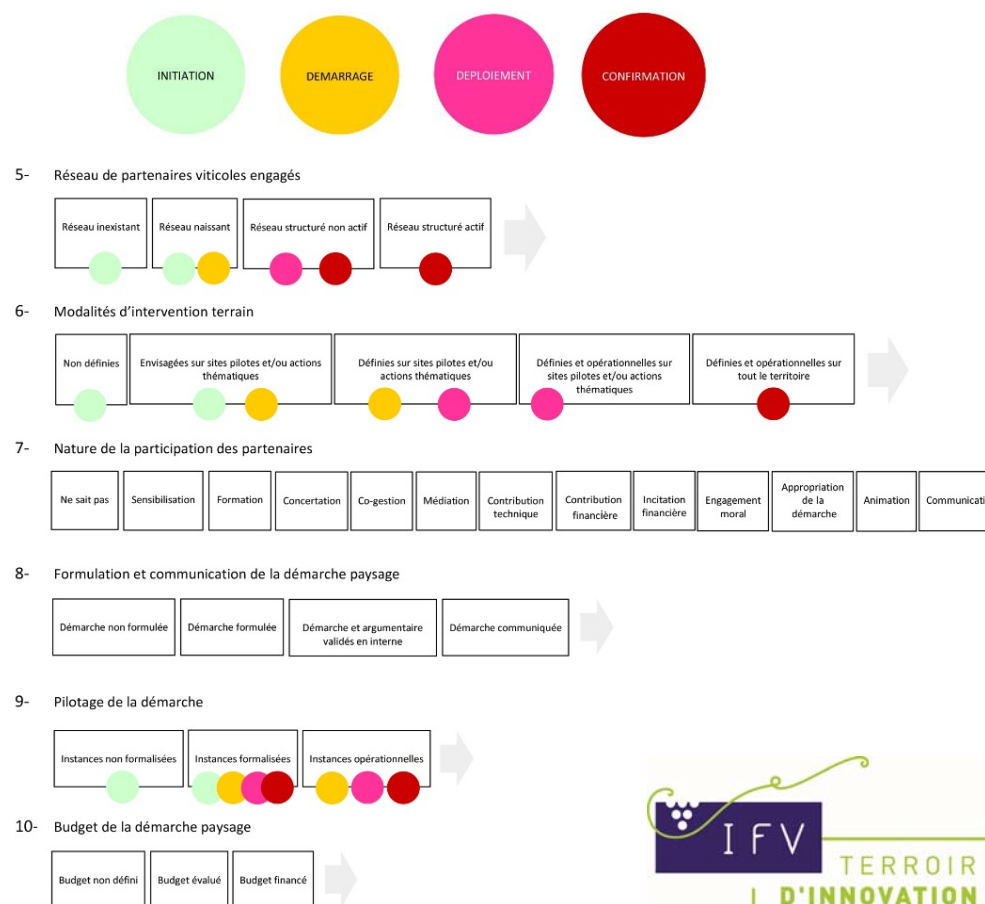 INITIATION
DEMARRAGE
DEPLOIEMENT
CONFIRMATION
5- Réseau de partenaires viticoles engagés
Réseau inexistant
Réseau naissant
Réseau structuré non actif
Réseau structuré actif
6- Modalités d'intervention terrain
Non définies
Envisagées sur sites pilotes et/ou actions
thématiques
Définies sur sites pilotes et/ou
actions thématiques
Définies et opérationnelles sur
sites pilotes et/ou actions
thématiques
Définies et opérationnelles sur
tout le territoire
7- Nature de la participation des partenaires
Ne sait pas
Sensibilisation
Formation
Concertation
Co-gestion
Médiation
Contribution
technique
Contribution
financière
Incitation
financière
Engagement
moral
Appropriation
de la
démarche
Animation
Communicati
8- Formulation et communication de la démarche paysage
Démarche non formulée
Démarche formulée
Démarche et argumentaire
validés en interne
Démarche communiquée
9- Pilotage de la démarche
Instances non formalisées
Instances formalisées
Instances opérationnelles
10- Budget de la démarche paysage
Budget non défini
Budget évalué
Budget financé
IFV
TERROIR
D'INNOVATION